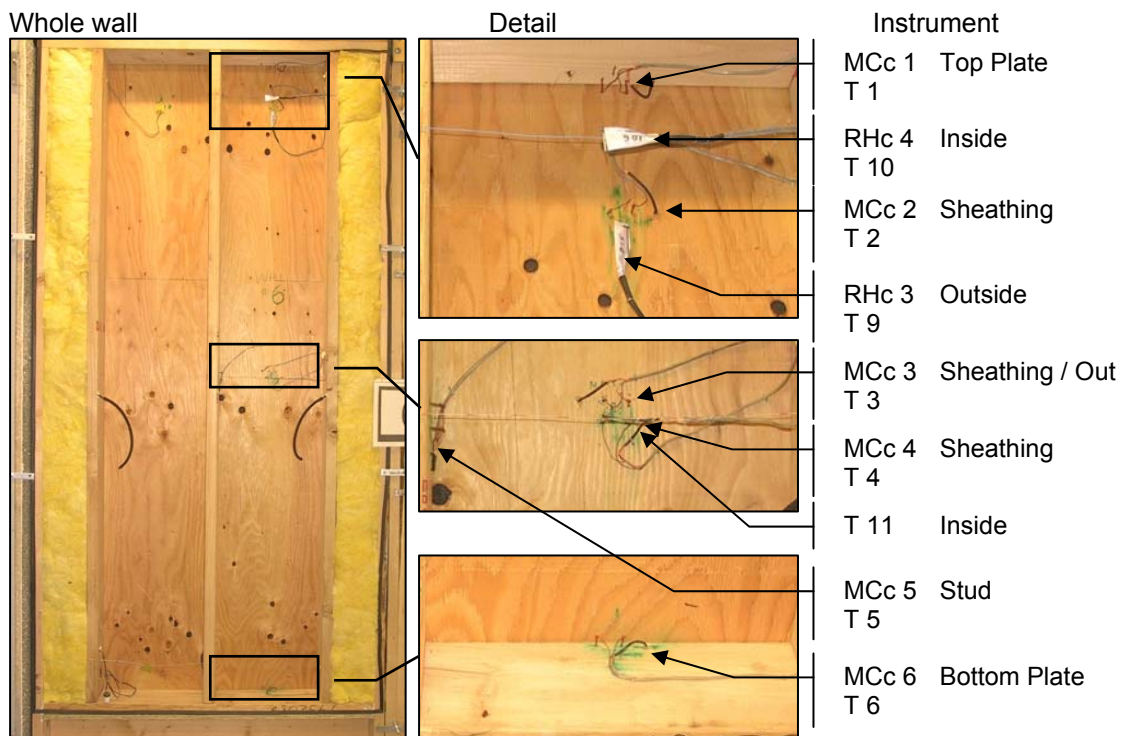 Whole wall
Detail
Instrument
MCc 1 Top Plate
T 1
RHc 4 Inside
T 10
MCc 2 Sheathing
T 2
RHc 3 Outside
T 9
MCc 3 Sheathing / Out
T 3
MCc 4 Sheathing
T 4
T 11 Inside
MCc 5 Stud
T 5
MCc 6 Bottom Plate
T 6